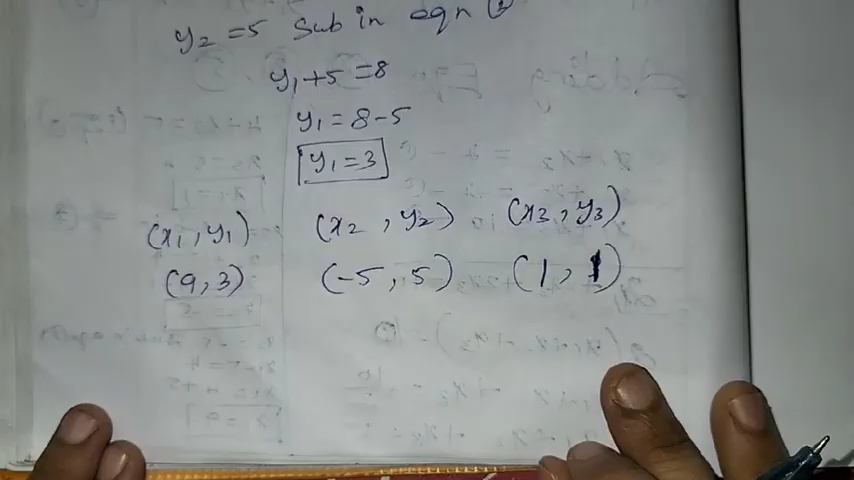 y₂ = 5 Sub in eqn (2)
y₁ + 5 = 8
y₁ = 8 - 5
y₁ = 3
(x₁, y₁) (x₂, y₂) (x₃, y₃)
(9, 3) (-5, 5) (1, 1)